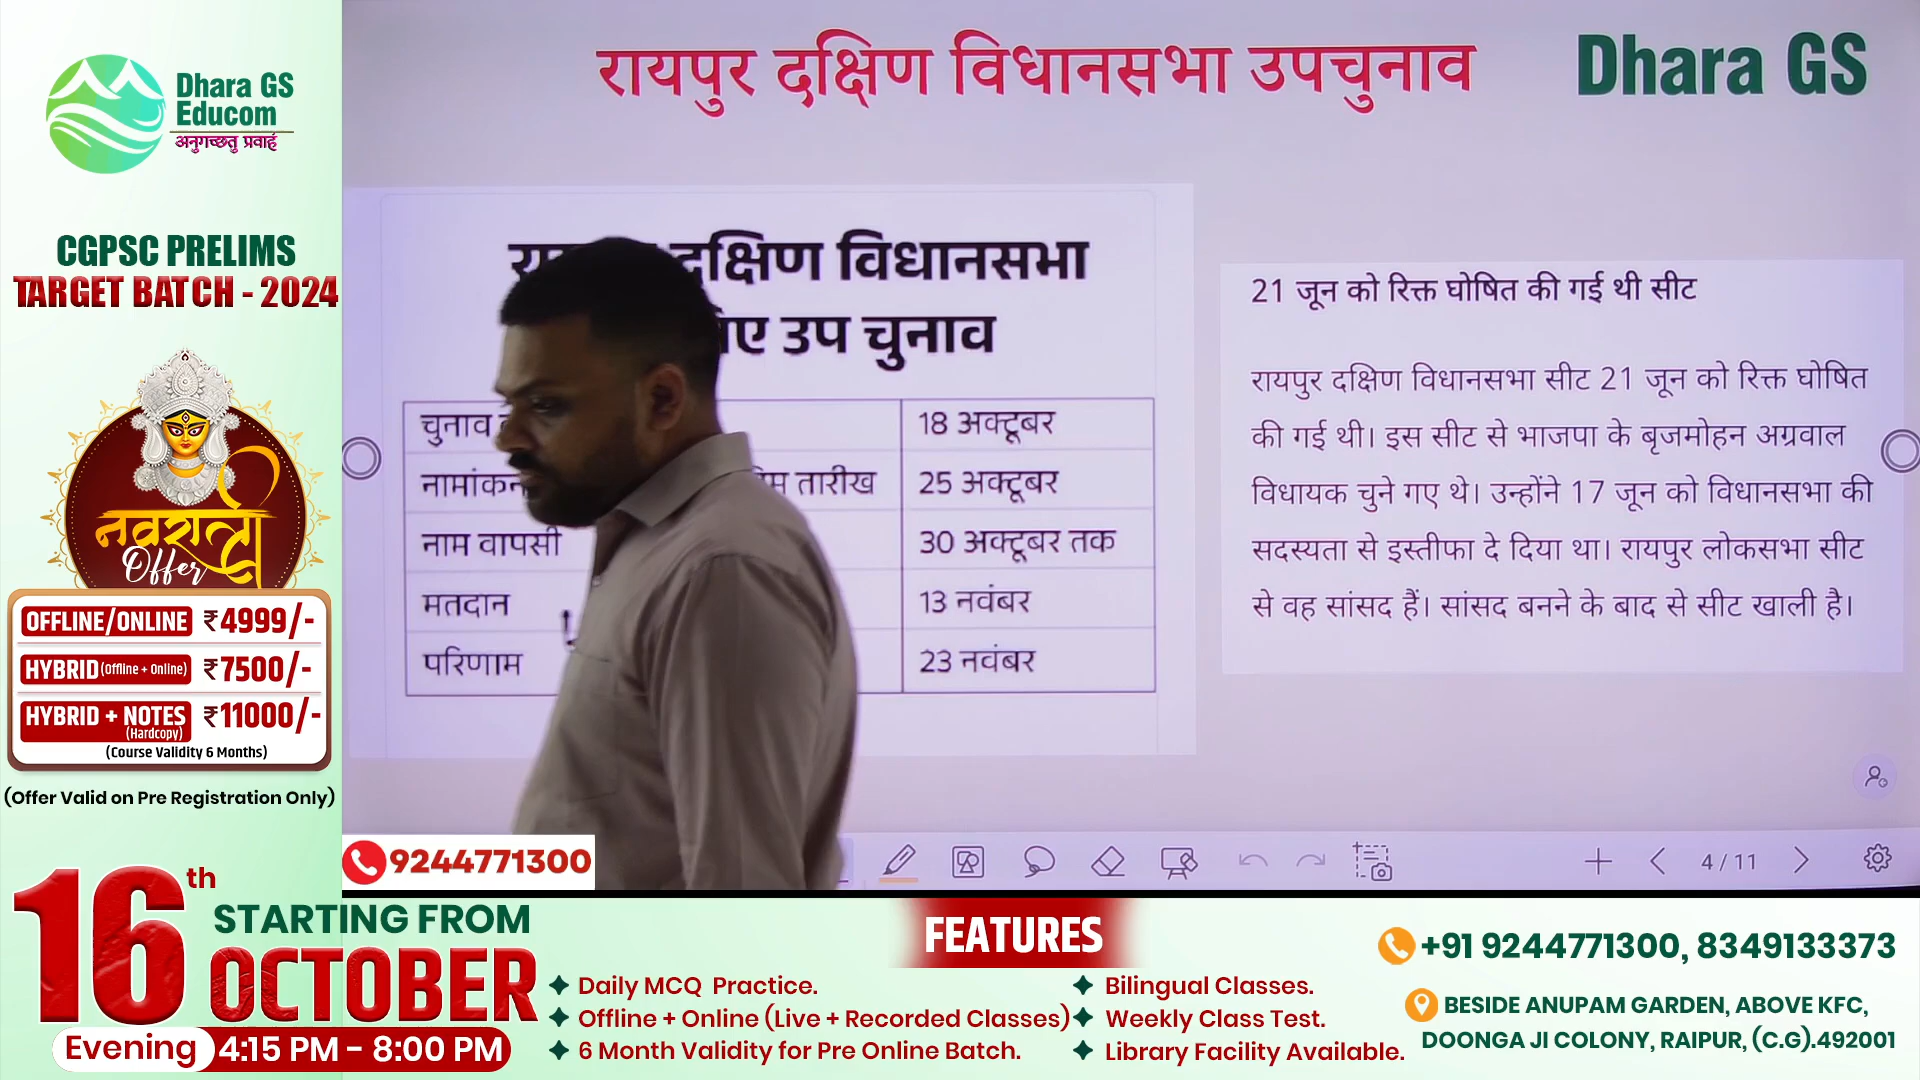 Dhara GS
Educom
अनुगच्छतु प्रवाहं
CGPSC PRELIMS
TARGET BATCH - 2024
नवरात्री
Offer
OFFLINE/ONLINE ₹4999/-
HYBRID (Offline + Online) ₹7500/-
HYBRID + NOTES (Hardcopy) ₹11000/-
(Course Validity 6 Months)
(Offer Valid on Pre Registration Only)
रायपुर दक्षिण विधानसभा उपचुनाव
Dhara GS
दक्षिण विधानसभा
उप चुनाव
चुनाव 18 अक्टूबर
नामांकन तारीख 25 अक्टूबर
नाम वापसी 30 अक्टूबर तक
मतदान 13 नवंबर
परिणाम 23 नवंबर
21 जून को रिक्त घोषित की गई थी सीट
रायपुर दक्षिण विधानसभा सीट 21 जून को रिक्त घोषित
की गई थी। इस सीट से भाजपा के बृजमोहन अग्रवाल
विधायक चुने गए थे। उन्होंने 17 जून को विधानसभा की
सदस्यता से इस्तीफा दे दिया था। रायपुर लोकसभा सीट
से वह सांसद हैं। सांसद बनने के बाद से सीट खाली है।
4 / 11
9244771300
16th STARTING FROM
OCTOBER
Evening 4:15 PM - 8:00 PM
FEATURES
Daily MCQ Practice.
Offline + Online (Live + Recorded Classes)
6 Month Validity for Pre Online Batch.
Bilingual Classes.
Weekly Class Test.
Library Facility Available.
+91 9244771300, 8349133373
BESIDE ANUPAM GARDEN, ABOVE KFC,
DOONGA JI COLONY, RAIPUR, (C.G).492001